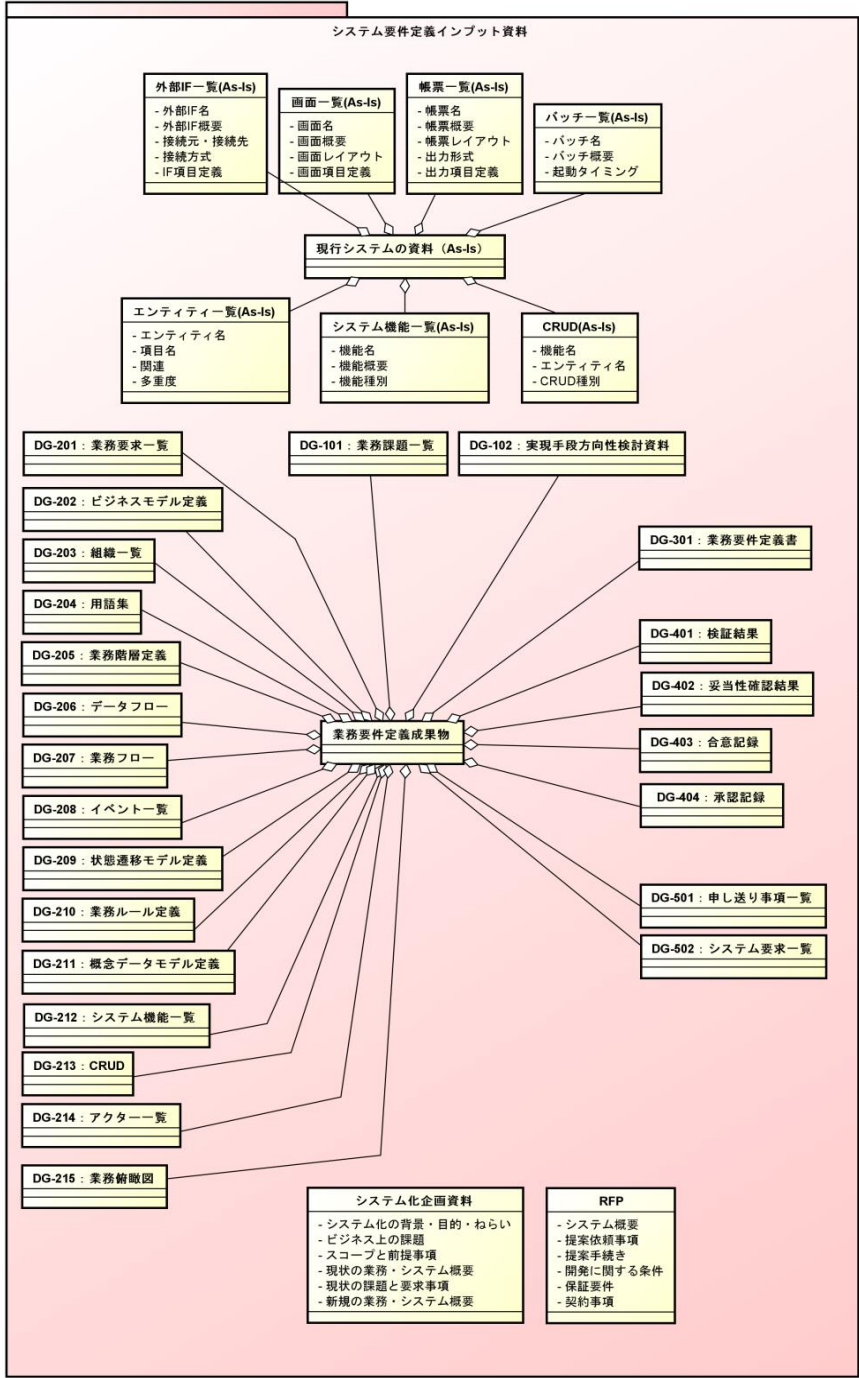 システム要件定義インプット資料
外部IF一覧(As-Is)
- 外部IF名
- 外部IF概要
- 接続元・接続先
- 接続方式
- IF項目定義
画面一覧(As-Is)
- 画面名
- 画面概要
- 画面レイアウト
- 画面項目定義
帳票一覧(As-Is)
- 帳票名
- 帳票概要
- 帳票レイアウト
- 出力形式
- 出力項目定義
バッチ一覧(As-Is)
- バッチ名
- バッチ概要
- 起動タイミング
現行システムの資料（As-Is）
エンティティ一覧(As-Is)
- エンティティ名
- 項目名
- 関連
- 多重度
システム機能一覧(As-Is)
- 機能名
- 機能概要
- 機能種別
CRUD(As-Is)
- 機能名
- エンティティ名
- CRUD種別
DG-201：業務要求一覧
DG-101：業務課題一覧
DG-102：実現手段方向性検討資料
DG-202：ビジネスモデル定義
DG-203：組織一覧
DG-204：用語集
DG-205：業務階層定義
DG-206：データフロー
DG-207：業務フロー
DG-208：イベント一覧
DG-209：状態遷移モデル定義
DG-210：業務ルール定義
DG-211：概念データモデル定義
DG-212：システム機能一覧
DG-213：CRUD
DG-214：アクター一覧
DG-215：業務俯瞰図
業務要件定義成果物
DG-301：業務要件定義書
DG-401：検証結果
DG-402：妥当性確認結果
DG-403：合意記録
DG-404：承認記録
DG-501：申し送り事項一覧
DG-502：システム要求一覧
システム化企画資料
- システム化の背景・目的・ねらい
- ビジネス上の課題
- スコープと前提事項
- 現状の業務・システム概要
- 現状の課題と要求事項
- 新規の業務・システム概要
RFP
- システム概要
- 提案依頼事項
- 提案手続き
- 開発に関する条件
- 保証要件
- 契約事項